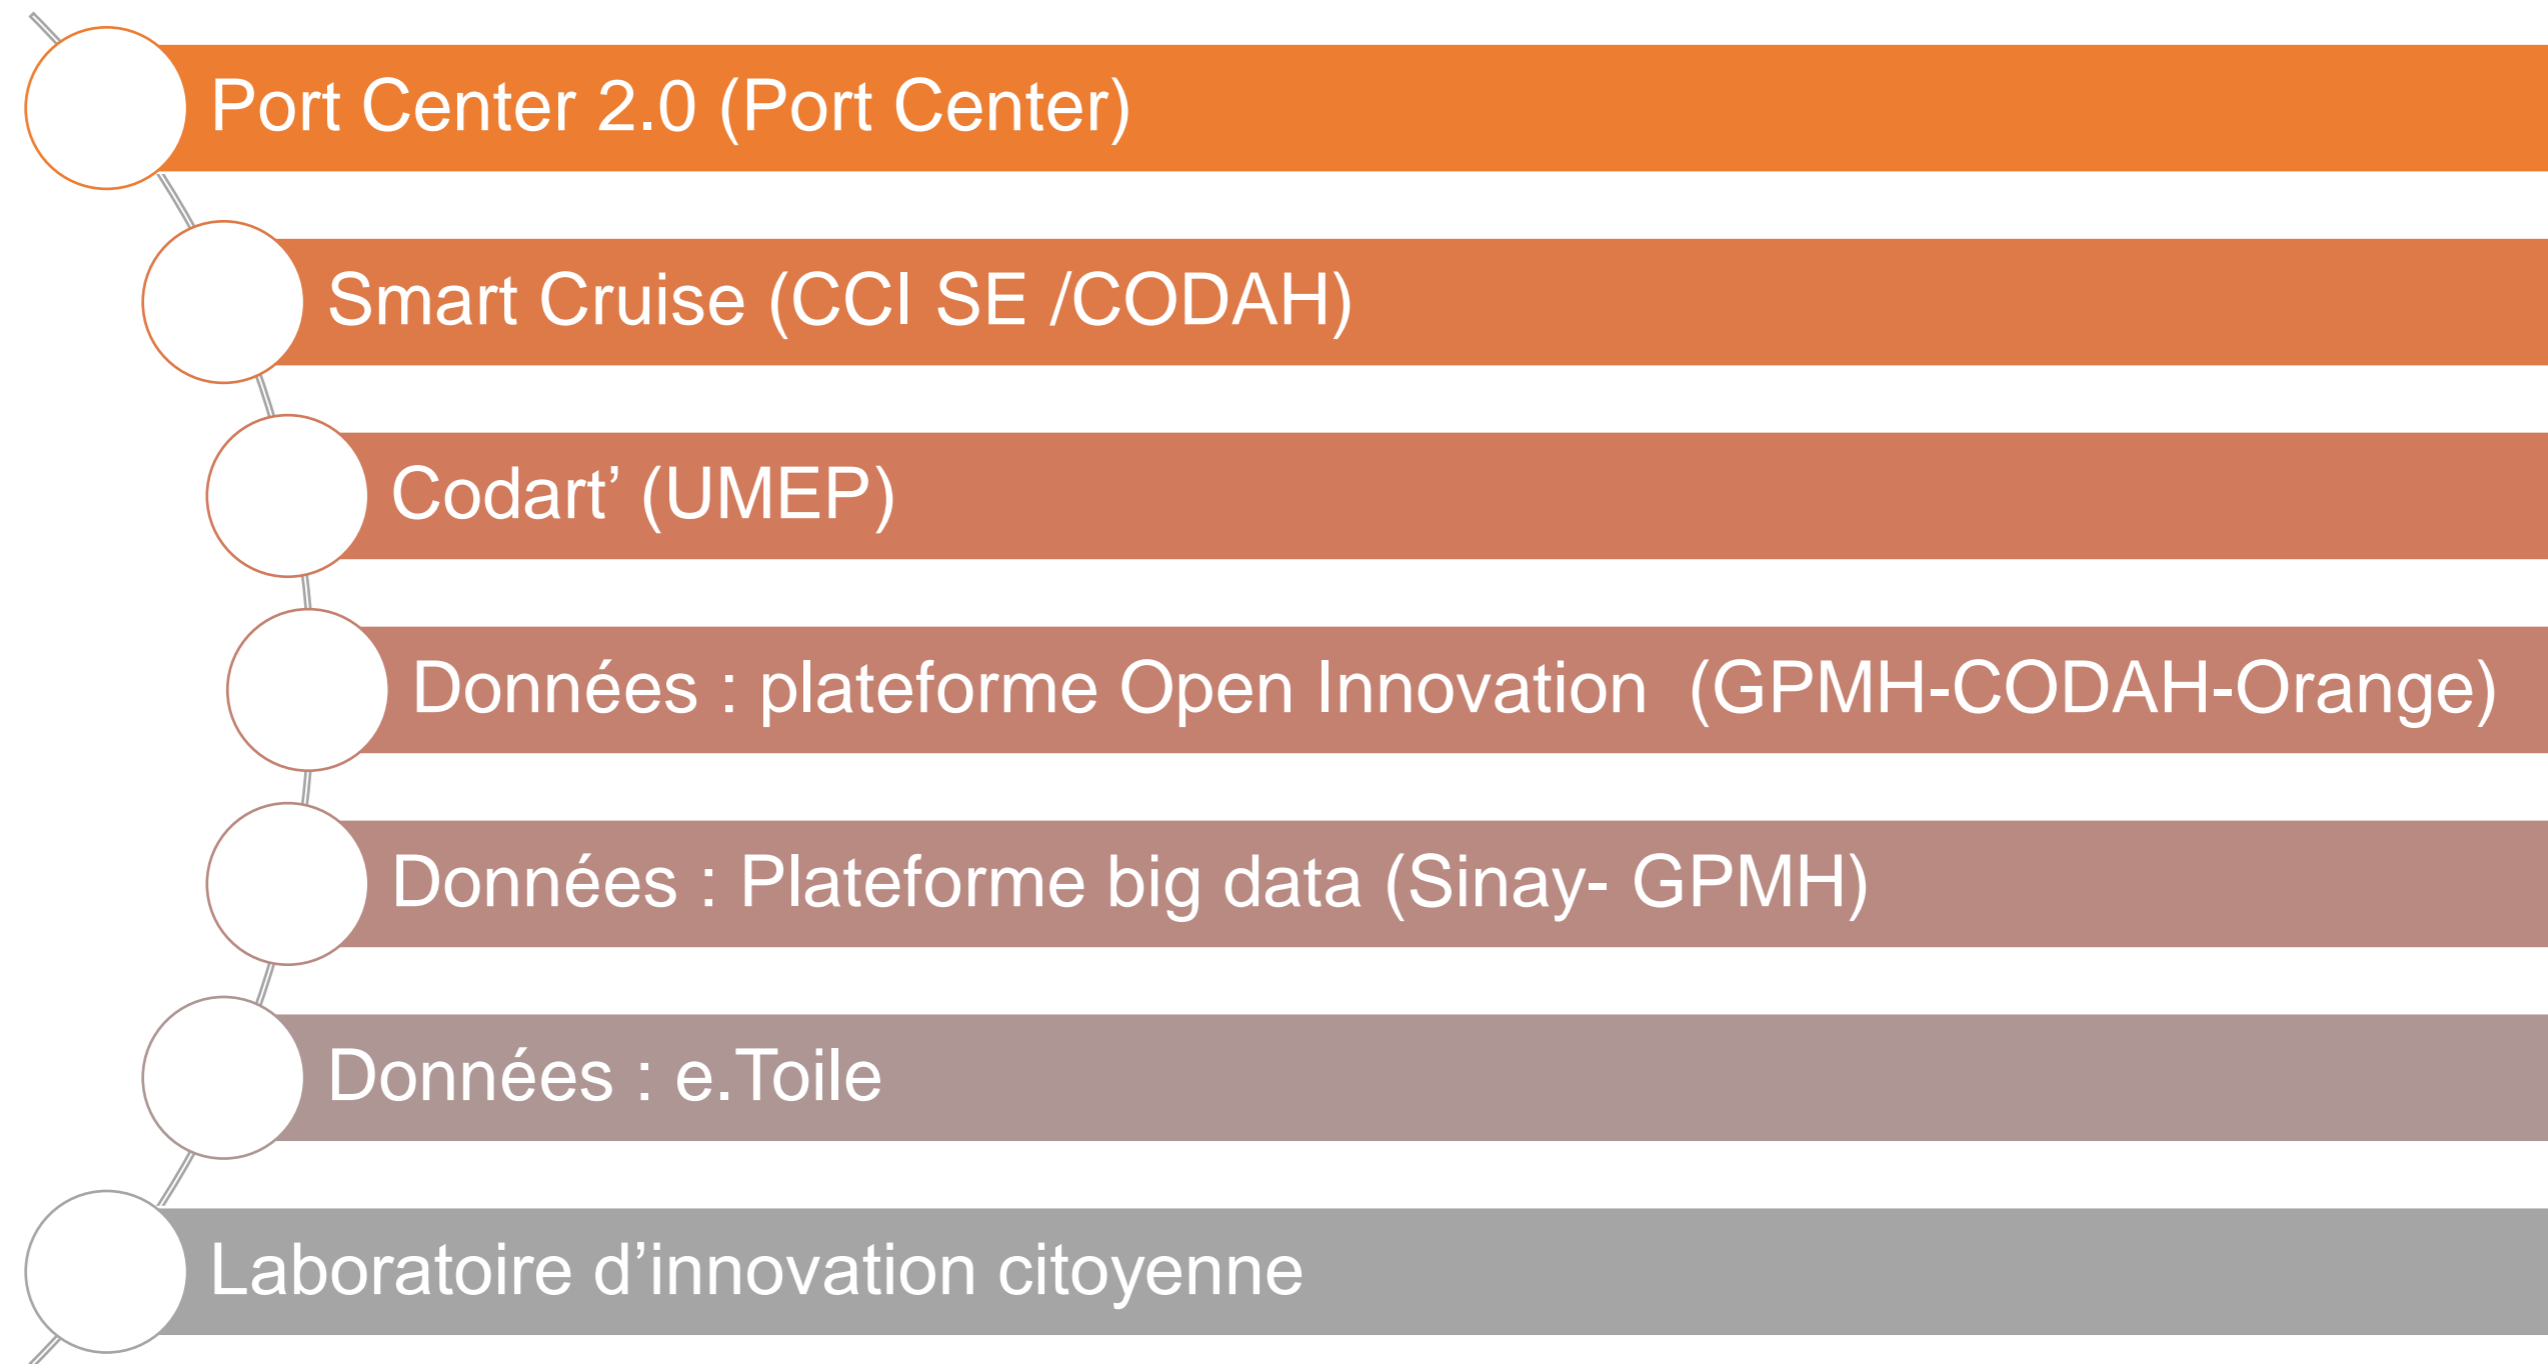 Port Center 2.0 (Port Center)
Smart Cruise (CCI SE /CODAH)
Codart’ (UMEP)
Données : plateforme Open Innovation  (GPMH-CODAH-Orange)
Données : Plateforme big data (Sinay- GPMH)
Données : e.Toile
Laboratoire d’innovation citoyenne